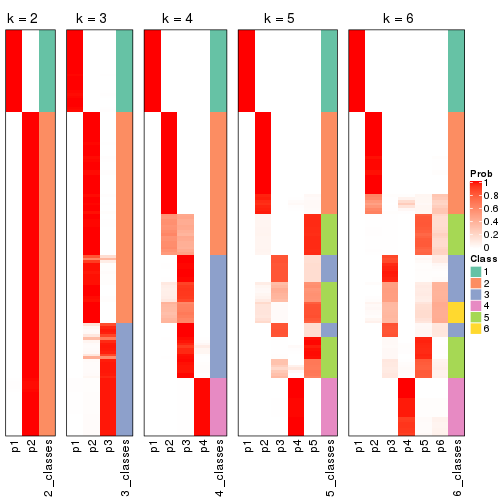 k = 2
k = 3
k = 4
k = 5
k = 6
p1
p2
2_classes
p1
p2
p3
3_classes
p1
p2
p3
p4
4_classes
p1
p2
p3
p4
p5
5_classes
p1
p2
p3
p4
p5
p6
6_classes
Prob
1
0.8
0.6
0.4
0.2
0
Class
1
2
3
4
5
6